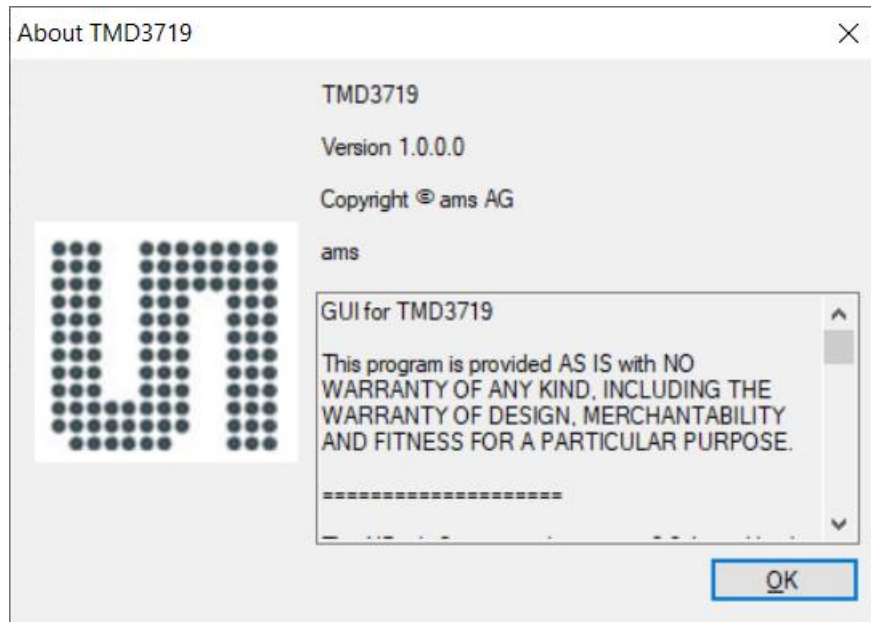 About TMD3719
TMD3719
Version 1.0.0.0
Copyright © ams AG
ams
GUI for TMD3719
This program is provided AS IS with NO
WARRANTY OF ANY KIND, INCLUDING THE
WARRANTY OF DESIGN, MERCHANTABILITY
AND FITNESS FOR A PARTICULAR PURPOSE.
====================
OK